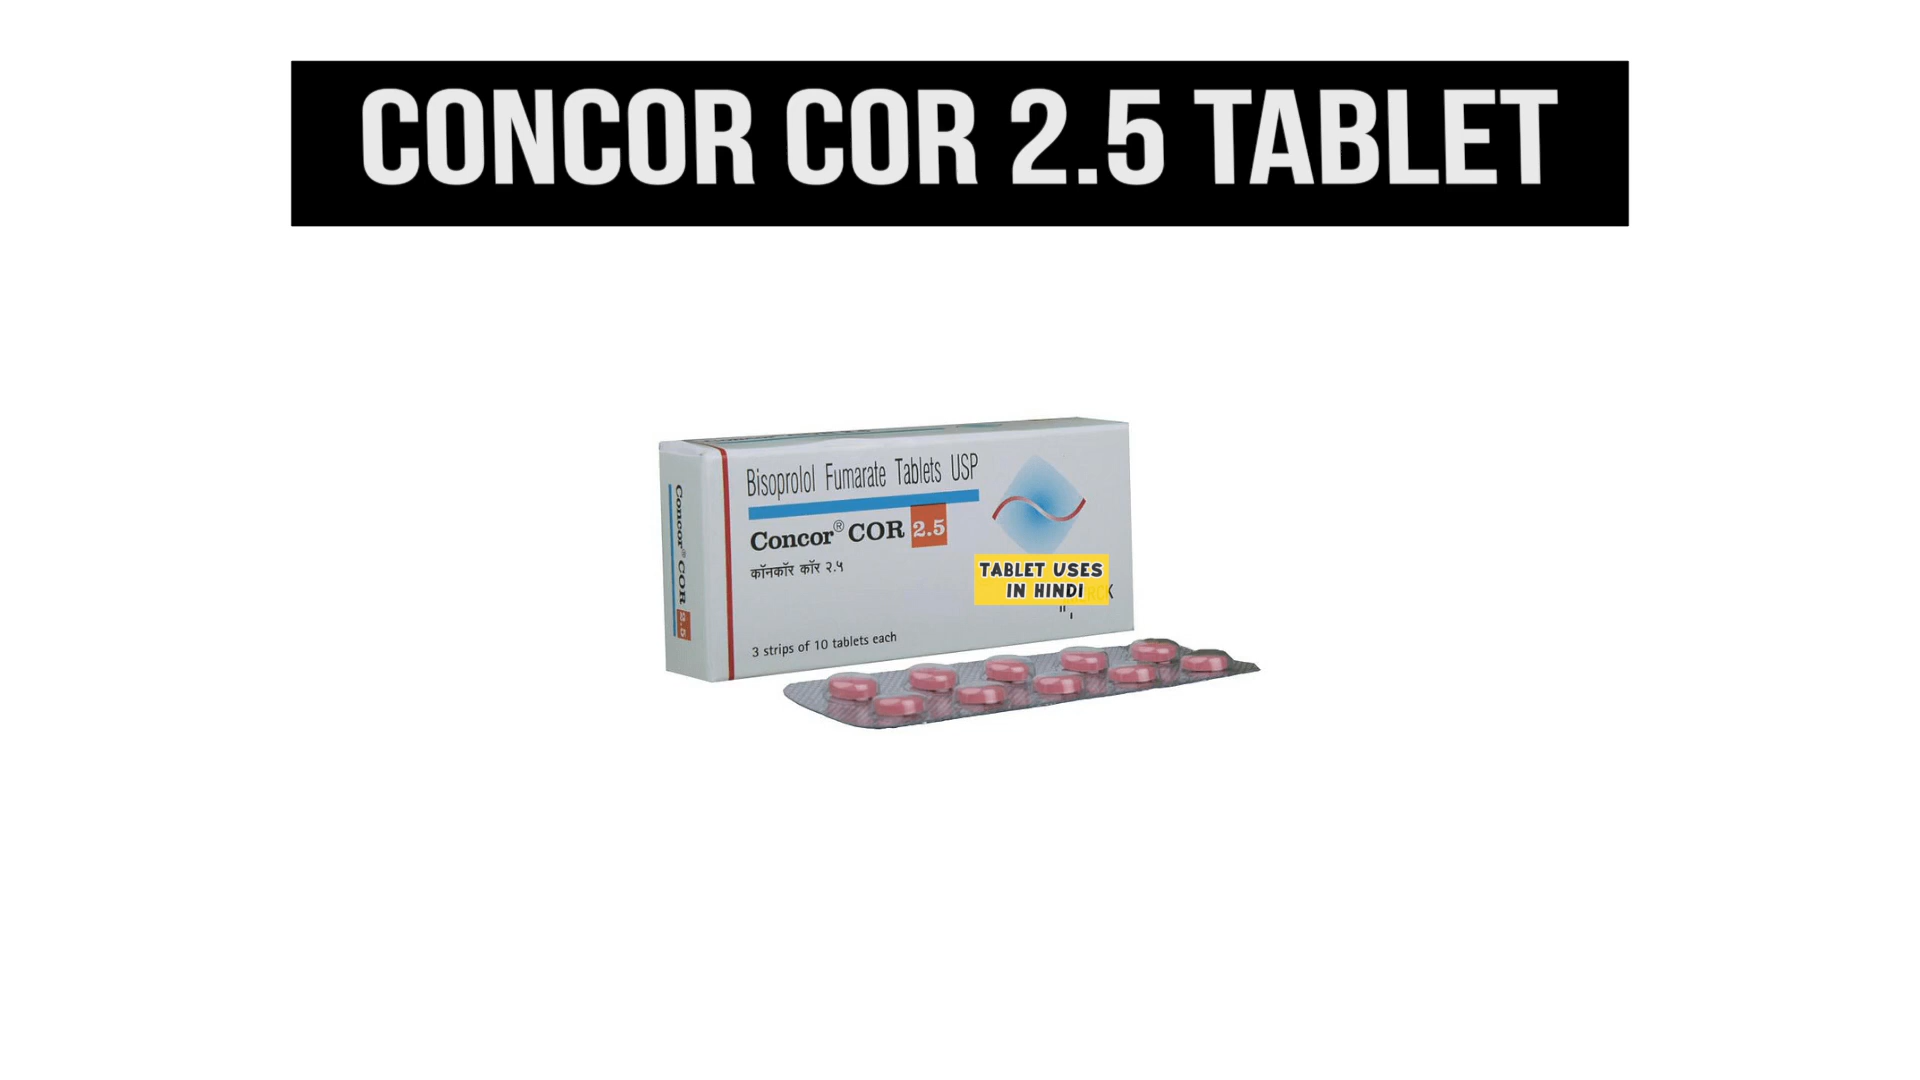 CONCOR COR 2.5 TABLET
Bisoprolol Fumarate Tablets USP
Concor® COR 2.5
कॉनकॉर कॉर २.५
TABLET USES
IN HINDI
3 strips of 10 tablets each
Concor® COR 2.5